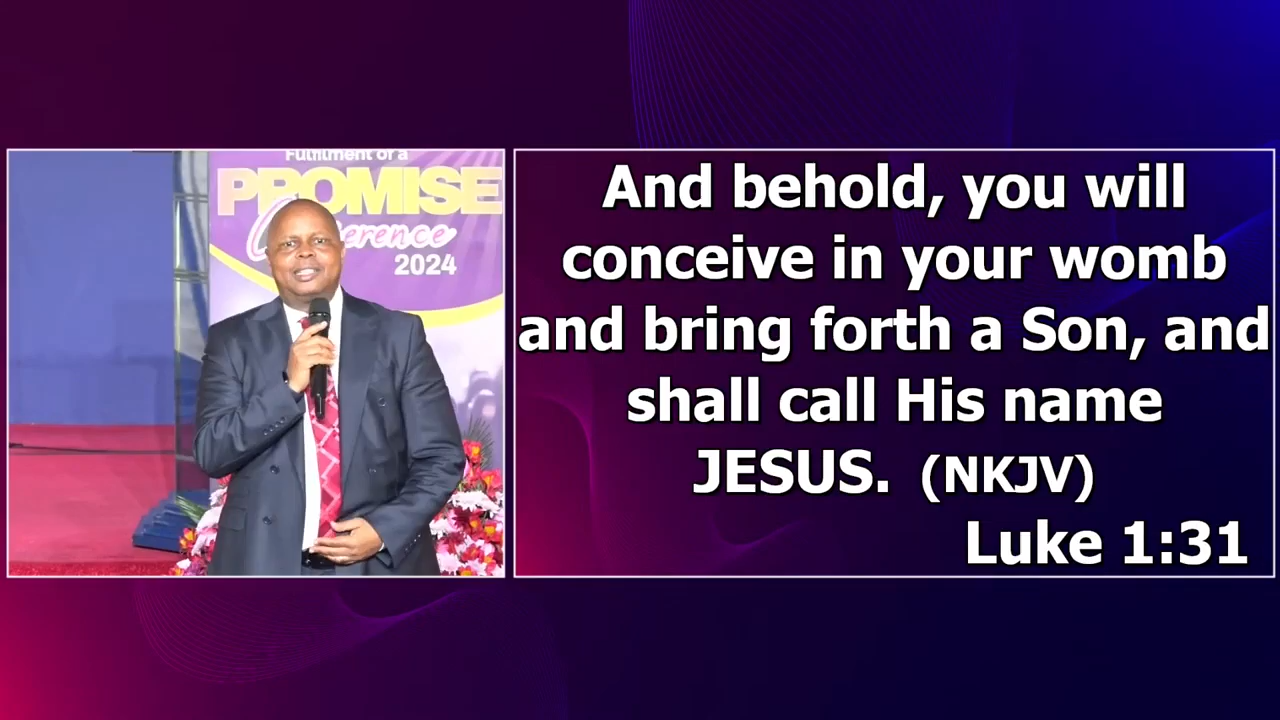 Fulfilment of a
PROMISE
Conference
2024
And behold, you will
conceive in your womb
and bring forth a Son, and
shall call His name
JESUS. (NKJV)
Luke 1:31